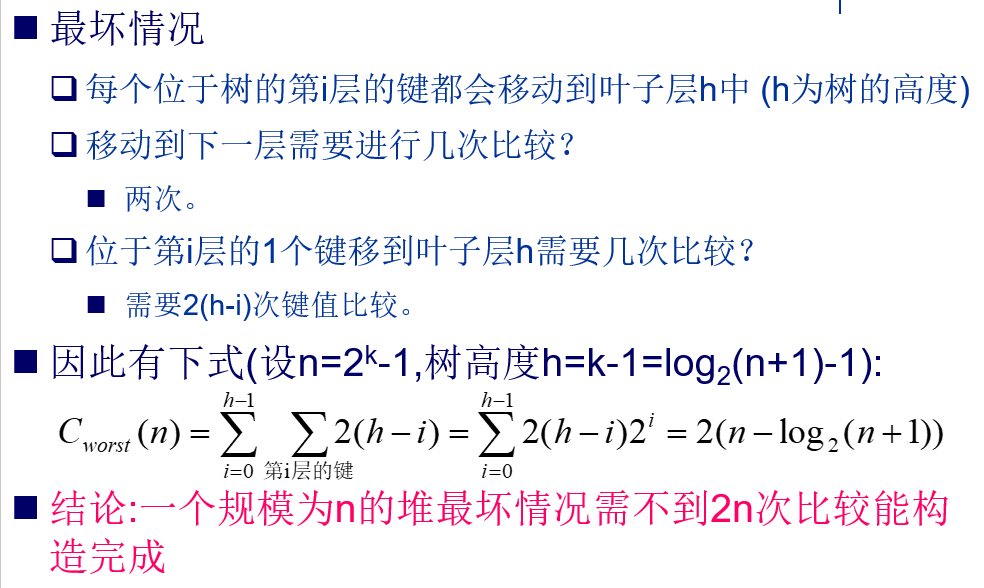 ■ 最坏情况
❑ 每个位于树的第i层的键都会移动到叶子层h中 (h为树的高度)
❑ 移动到下一层需要进行几次比较？
■ 两次。
❑ 位于第i层的1个键移到叶子层h需要几次比较？
■ 需要2(h-i)次键值比较。
■ 因此有下式(设n=2ᵏ-1,树高度h=k-1=log₂(n+1)-1):
$C_{worst}(n) = \sum_{i=0}^{h-1} \sum_{第i层的键} 2(h-i) = \sum_{i=0}^{h-1} 2(h-i)2^i = 2(n - \log_2(n+1))$
■ 结论:一个规模为n的堆最坏情况需不到2n次比较能构
造完成